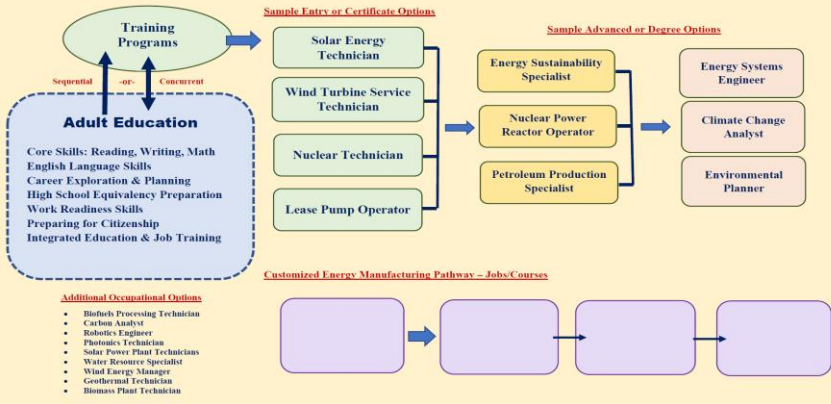 Training
Programs
Sequential -or- Concurrent
Adult Education
Core Skills: Reading, Writing, Math
English Language Skills
Career Exploration & Planning
High School Equivalency Preparation
Work Readiness Skills
Preparing for Citizenship
Integrated Education & Job Training
Sample Entry or Certificate Options
Solar Energy
Technician
Wind Turbine Service
Technician
Nuclear Technician
Lease Pump Operator
Sample Advanced or Degree Options
Energy Sustainability
Specialist
Nuclear Power
Reactor Operator
Petroleum Production
Specialist
Energy Systems
Engineer
Climate Change
Analyst
Environmental
Planner
Additional Occupational Options
• Biofuels Processing Technician
• Carbon Analyst
• Robotics Engineer
• Photonics Technician
• Solar Power Plant Technicians
• Water Resource Specialist
• Wind Energy Manager
• Geothermal Technician
• Biomass Plant Technician
Customized Energy Manufacturing Pathway – Jobs/Courses